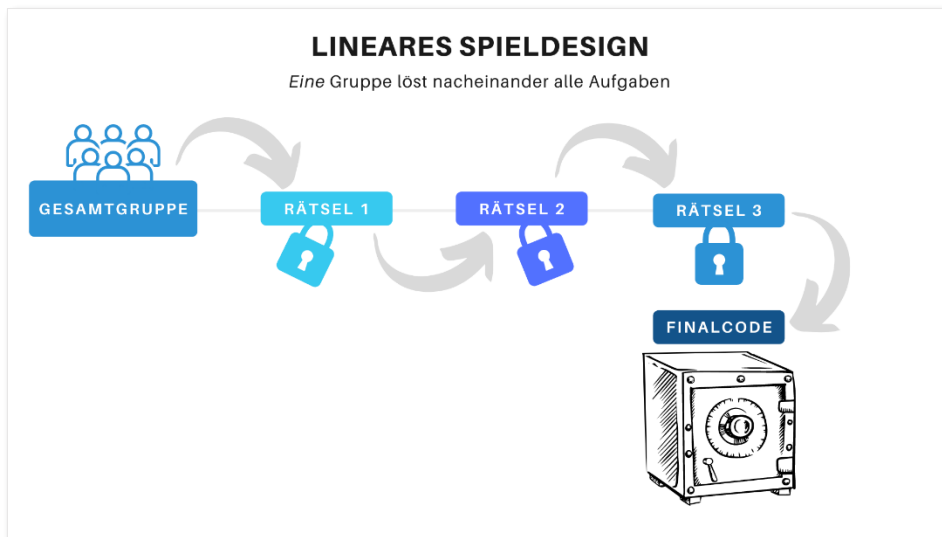 LINEARES SPIELDESIGN
Eine Gruppe löst nacheinander alle Aufgaben
GESAMTGRUPPE
RÄTSEL 1
RÄTSEL 2
RÄTSEL 3
FINALCODE